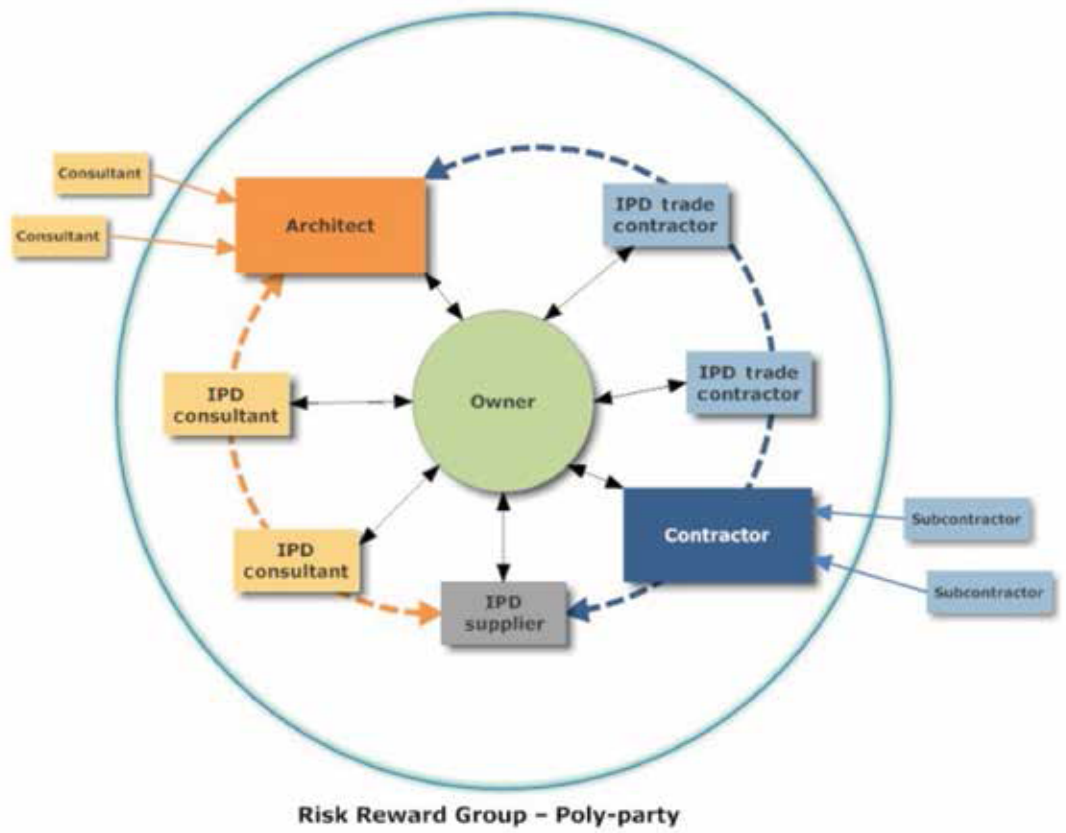 Consultant
Consultant
Architect
IPD trade
contractor
Owner
IPD
consultant
IPD trade
contractor
IPD
consultant
Contractor
Subcontractor
IPD
supplier
Subcontractor
Risk Reward Group – Poly-party